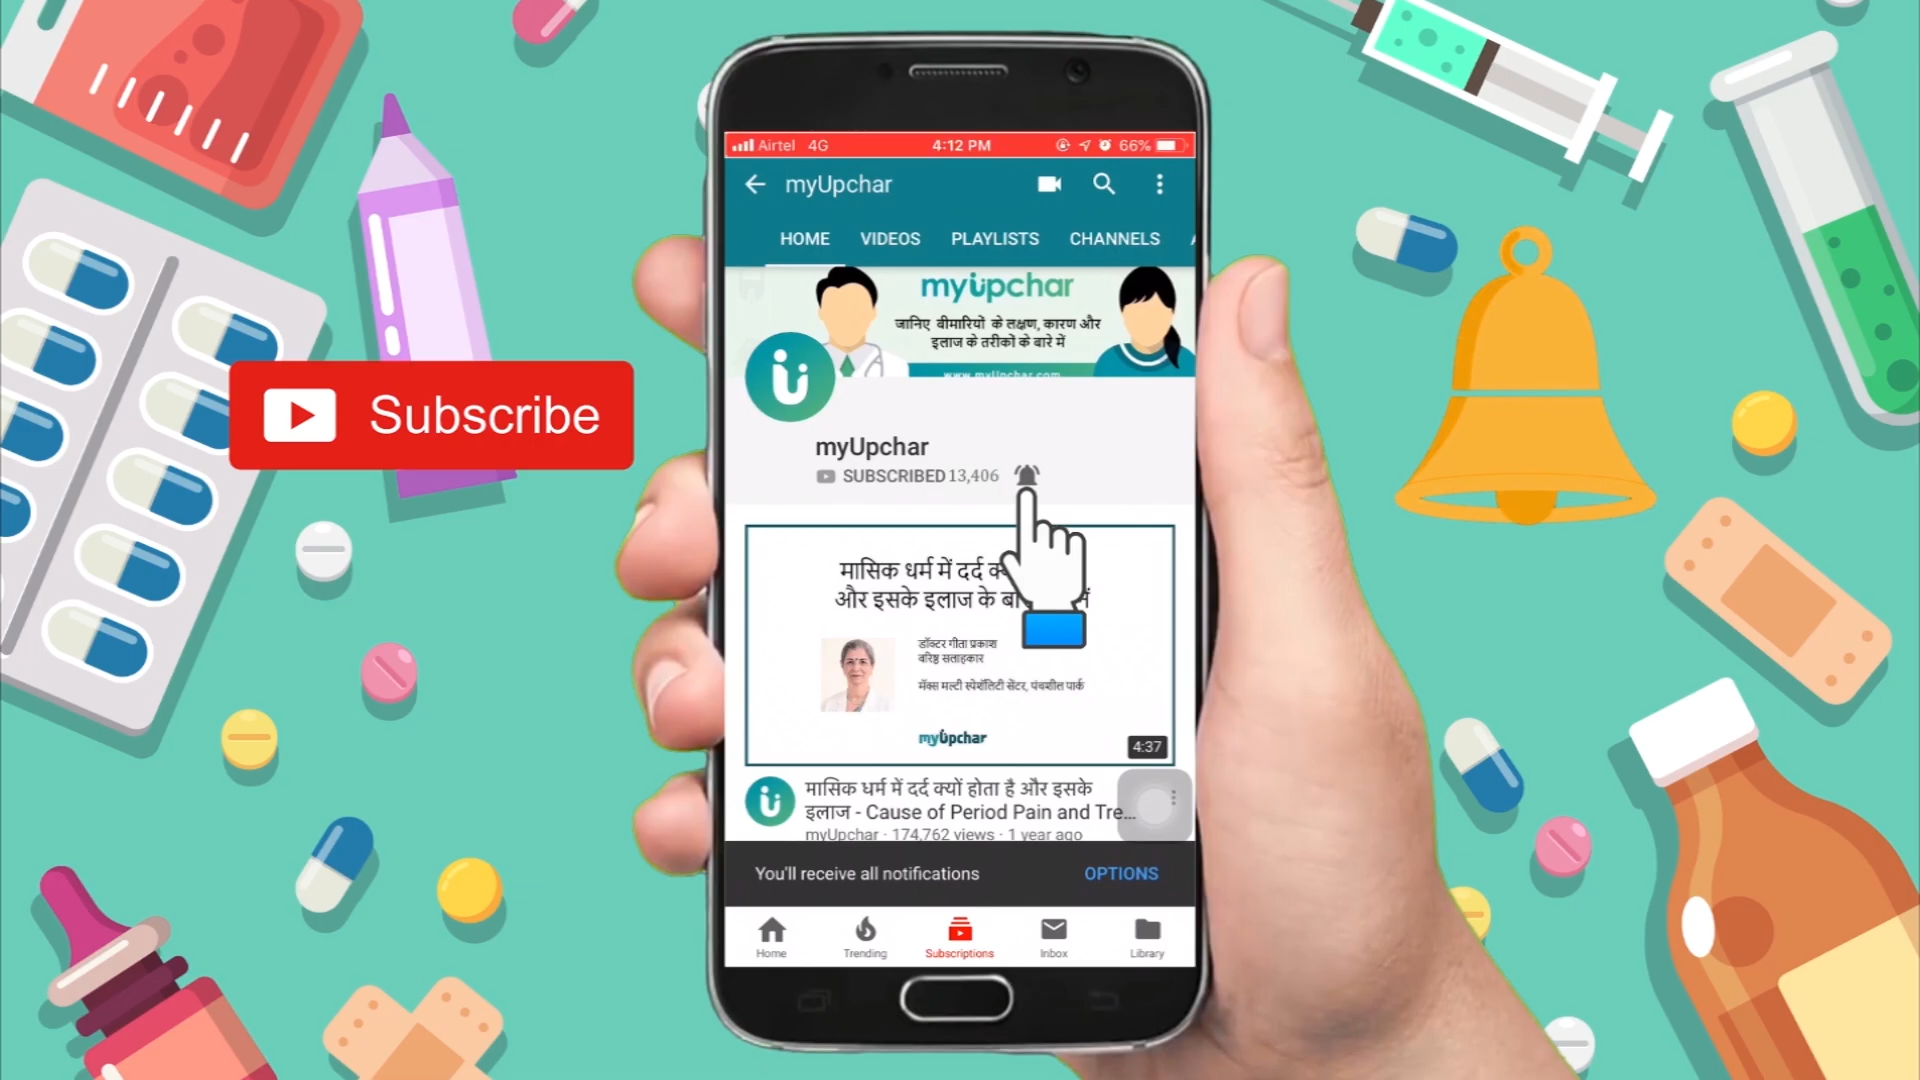 Airtel 4G 4:12 PM 66%
myUpchar
HOME VIDEOS PLAYLISTS CHANNELS
myUpchar
जानिए बीमारियों के लक्षण, कारण और
इलाज के तरीकों के बारे में
www.myUpchar.com
Subscribe
myUpchar
SUBSCRIBED 13,406
मासिक धर्म में दर्द
और इसके इलाज के
डॉक्टर गीता प्रकाश
वरिष्ठ सलाहकार
मॅक्स मल्टी स्पेशॅलिटी सेंटर, पंचशील पार्क
myUpchar
4:37
मासिक धर्म में दर्द क्यों होता है और इसके
इलाज - Cause of Period Pain and Tre...
myUpchar · 174,762 views · 1 year ago
You'll receive all notifications OPTIONS
Home Trending Subscriptions Inbox Library